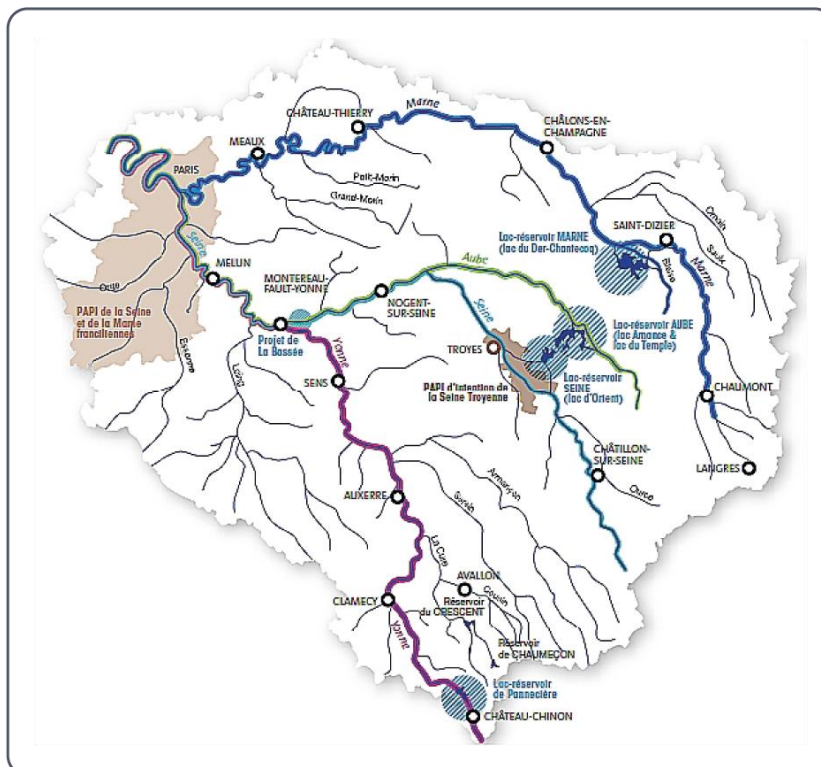 CHÂTEAU-THIERRY
Marne
CHÂLONS-EN-
CHAMPAGNE
MEAUX
PARIS
Petit-Morin
Grand-Morin
Ornain
Saulx
SAINT-DIZIER
Lac-réservoir MARNE
(lac du Der-Chantecoq)
Blaise
Marne
Seine
MELUN
Aube
MONTEREAU-
FAULT-YONNE
NOGENT-
SUR-SEINE
Seine
PAPI de la Seine
et de la Marne
franciliennes
Essonne
Projet de
La Bassée
Yonne
Loing
TROYES
Lac-réservoir AUBE
(lac Amance &
lac du Temple)
SENS
PAPI d'intention de
la Seine Troyenne
Lac-réservoir
SEINE
(lac d'Orient)
CHAUMONT
CHÂTILLON-
SUR-SEINE
LANGRES
Ource
Armançon
Serein
AUXERRE
La Cure
AVALLON
Cousin
CLAMECY
Réservoir
du CRESCENT
Yonne
Réservoir
de CHAUMEÇON
Lac-réservoir
de Pannecière
CHÂTEAU-CHINON